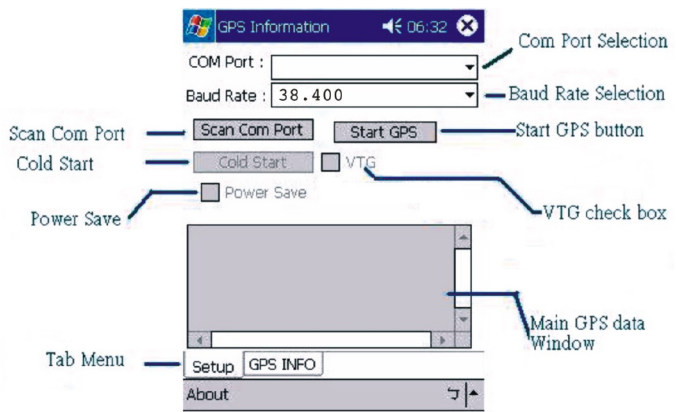 GPS Information 06:32
Com Port Selection
COM Port :
Baud Rate : 38.400
Baud Rate Selection
Scan Com Port
Scan Com Port
Start GPS
Start GPS button
Cold Start
Cold Start
VTG
Power Save
Power Save
VTG check box
Main GPS data
Window
Tab Menu
Setup GPS INFO
About